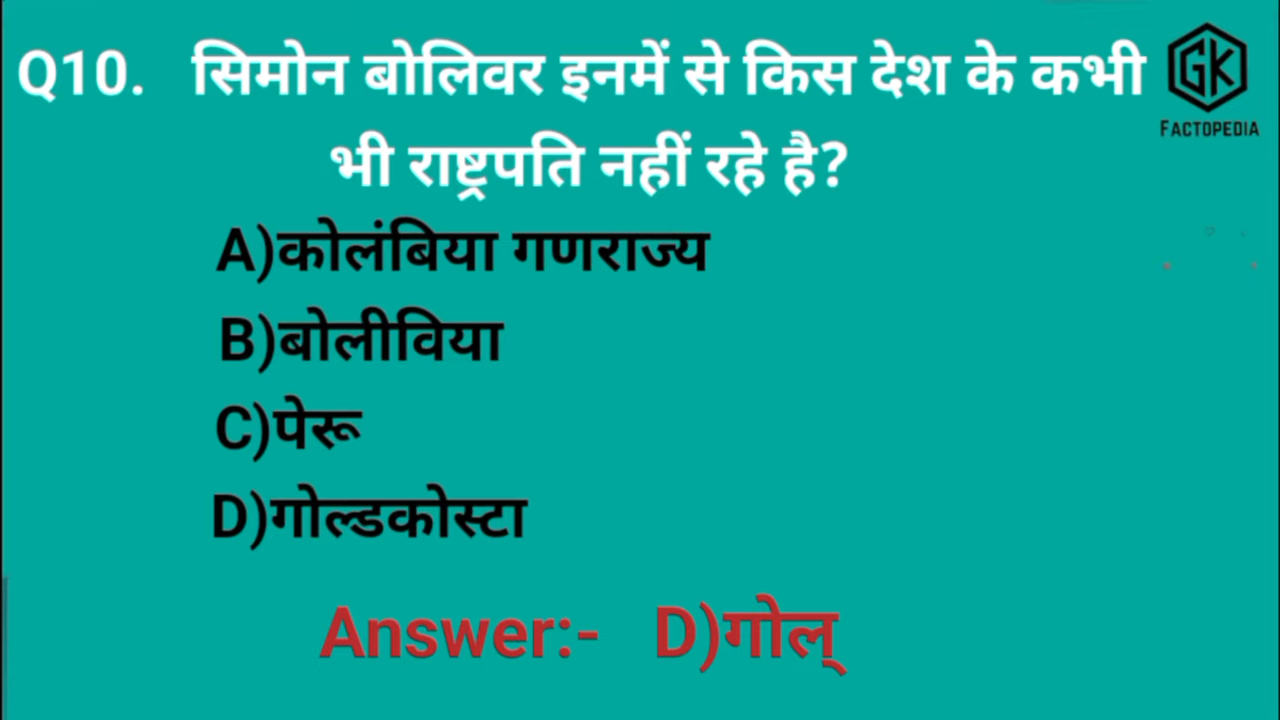 Q10. सिमोन बोलिवर इनमें से किस देश के कभी
भी राष्ट्रपति नहीं रहे है?
GK
FACTOPEDIA
A)कोलंबिया गणराज्य
B)बोलीविया
C)पेरू
D)गोल्डकोस्टा
Answer:- D)गोल्